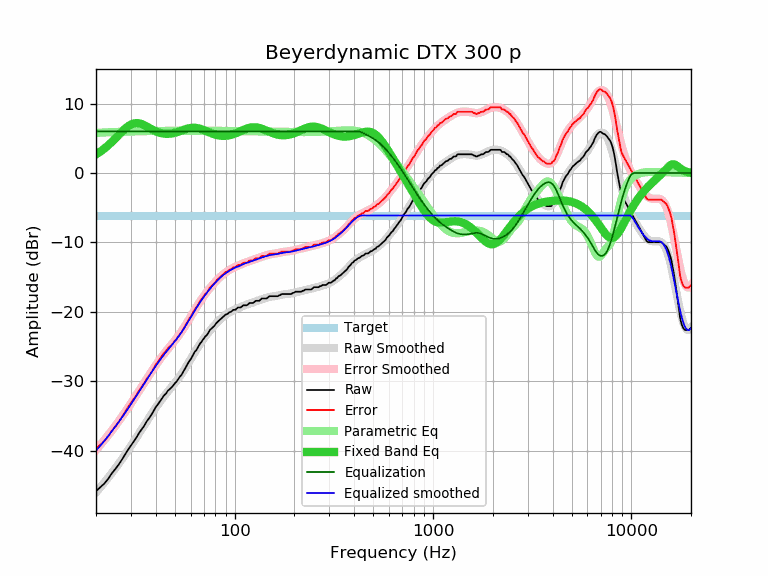 Beyerdynamic DTX 300 p
10
0
−10
−20
−30
−40
Amplitude (dBr)
Target
Raw Smoothed
Error Smoothed
Raw
Error
Parametric Eq
Fixed Band Eq
Equalization
Equalized smoothed
100 1000 10000
Frequency (Hz)